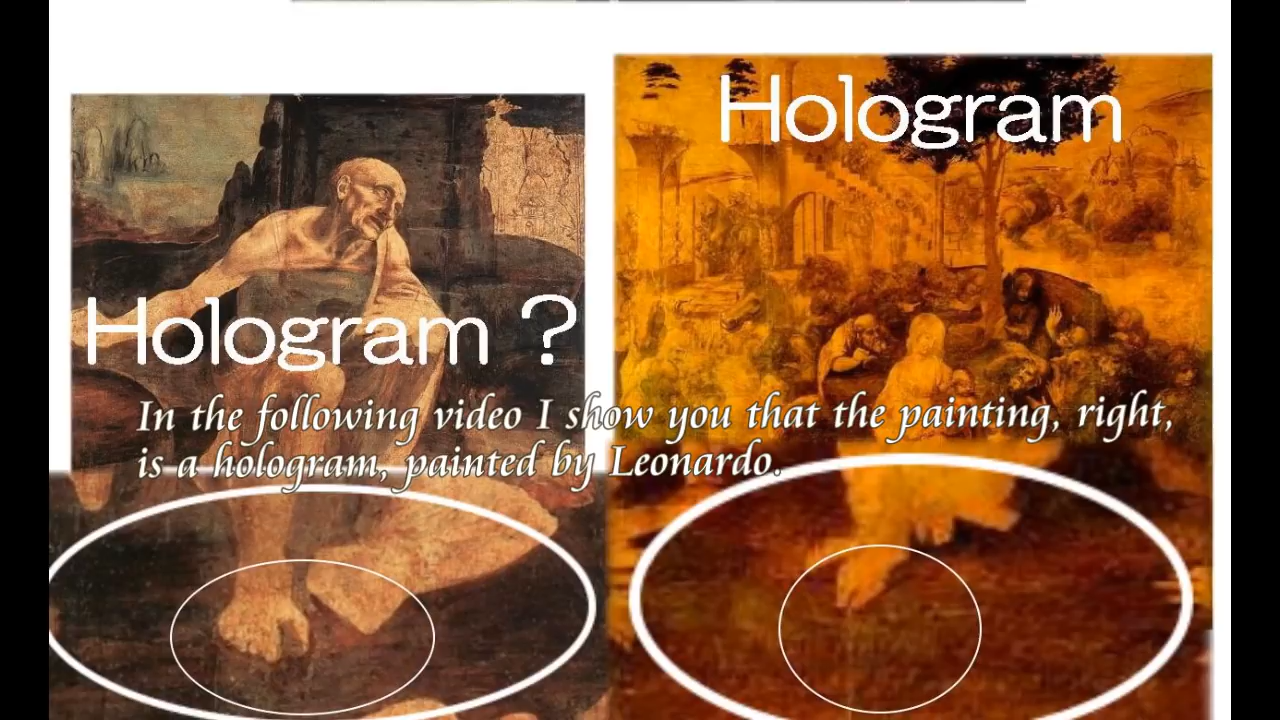 Hologram
Hologram ?
In the following video I show you that the painting, right,
is a hologram, painted by Leonardo.